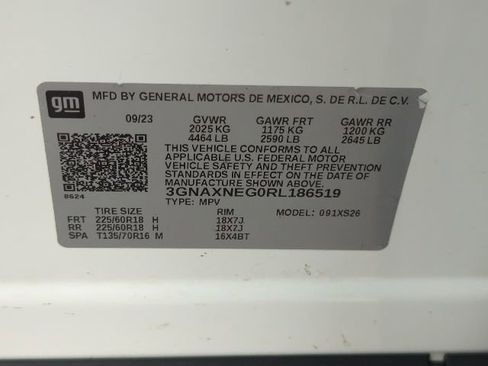 gm
MFD BY GENERAL MOTORS DE MEXICO, S. DE R.L. DE C.V.
09/23 GVWR GAWR FRT GAWR RR
2025 KG 1175 KG 1200 KG
4464 LB 2590 LB 2645 LB
THIS VEHICLE CONFORMS TO ALL
APPLICABLE U.S. FEDERAL MOTOR
VEHICLE SAFETY AND THEFT PREVENTION
STANDARDS IN EFFECT ON THE DATE OF
MANUFACTURE SHOWN ABOVE.
8624 3GNAXNEG0RL186519
TYPE: MPV
TIRE SIZE RIM MODEL: 091XS26
FRT 225/60R18 H 18X7J
RR 225/60R18 H 18X7J
SPA T135/70R16 M 16X4BT